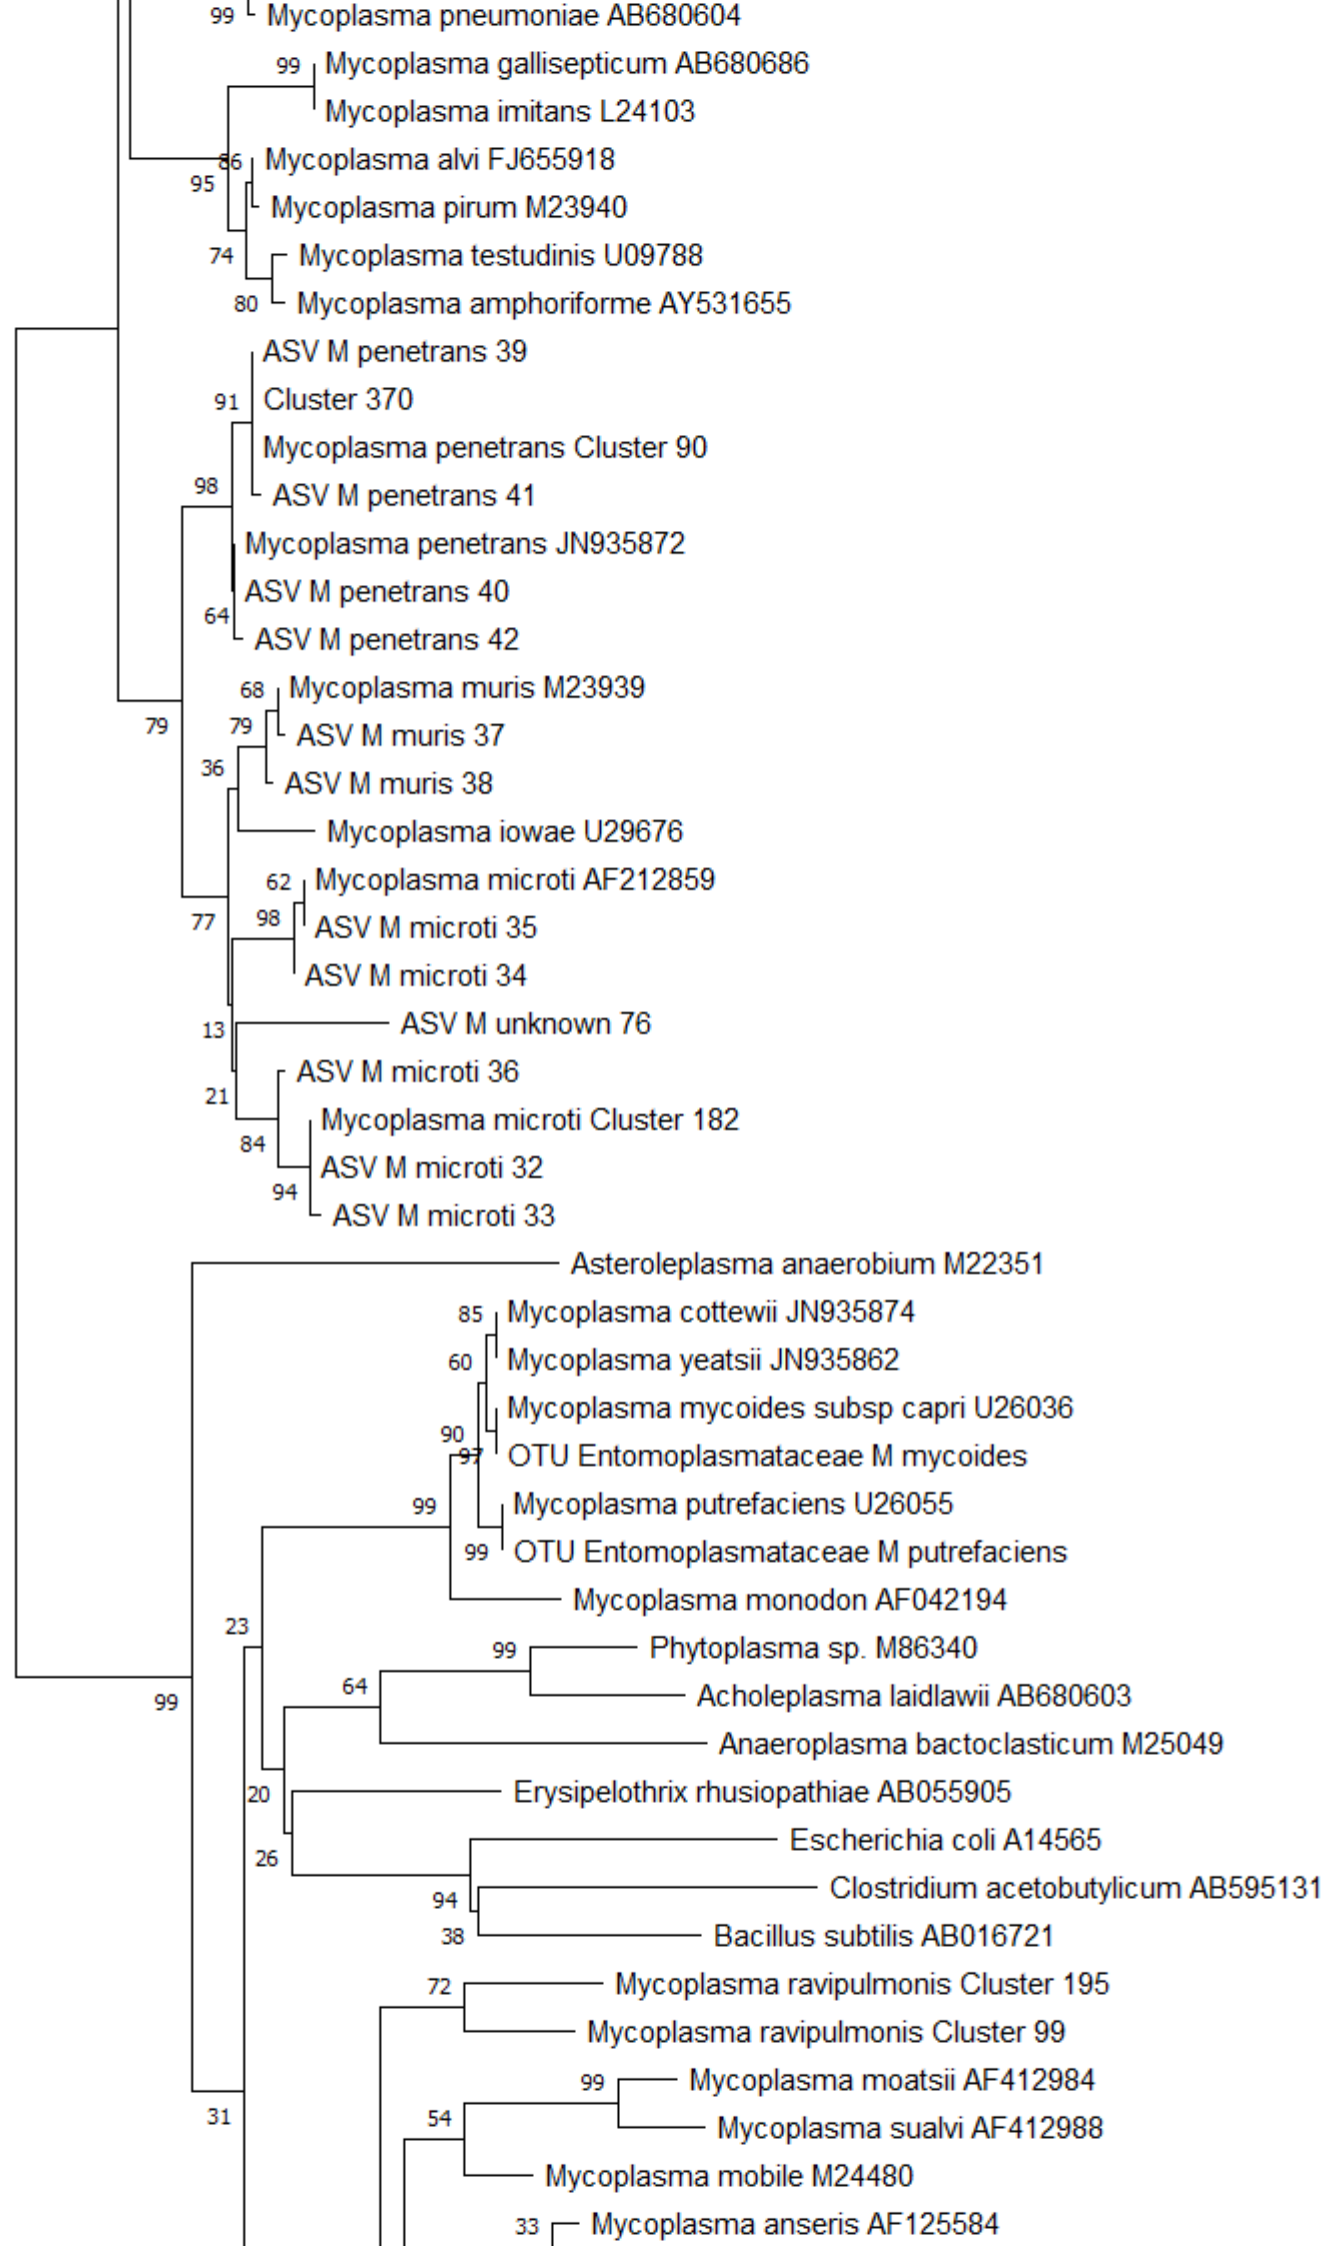 99 Mycoplasma pneumoniae AB680604
99 Mycoplasma gallisepticum AB680686
Mycoplasma imitans L24103
86 Mycoplasma alvi FJ655918
95
Mycoplasma pirum M23940
74 Mycoplasma testudinis U09788
80 Mycoplasma amphoriforme AY531655
ASV M penetrans 39
91 Cluster 370
Mycoplasma penetrans Cluster 90
98 ASV M penetrans 41
Mycoplasma penetrans JN935872
ASV M penetrans 40
64
ASV M penetrans 42
68 Mycoplasma muris M23939
79 ASV M muris 37
36
ASV M muris 38
Mycoplasma iowae U29676
62 Mycoplasma microti AF212859
77 98 ASV M microti 35
ASV M microti 34
13 ASV M unknown 76
ASV M microti 36
21
Mycoplasma microti Cluster 182
84
ASV M microti 32
94
ASV M microti 33
Asteroleplasma anaerobium M22351
85 Mycoplasma cottewii JN935874
60 Mycoplasma yeatsii JN935862
Mycoplasma mycoides subsp capri U26036
90
97 OTU Entomoplasmataceae M mycoides
99 Mycoplasma putrefaciens U26055
99 OTU Entomoplasmataceae M putrefaciens
Mycoplasma monodon AF042194
23
99 Phytoplasma sp. M86340
64
Acholeplasma laidlawii AB680603
99
Anaeroplasma bactoclasticum M25049
20 Erysipelothrix rhusiopathiae AB055905
Escherichia coli A14565
26
Clostridium acetobutylicum AB595131
94
38 Bacillus subtilis AB016721
72 Mycoplasma ravipulmonis Cluster 195
Mycoplasma ravipulmonis Cluster 99
99 Mycoplasma moatsii AF412984
31 54
Mycoplasma sualvi AF412988
Mycoplasma mobile M24480
33 Mycoplasma anseris AF125584
79